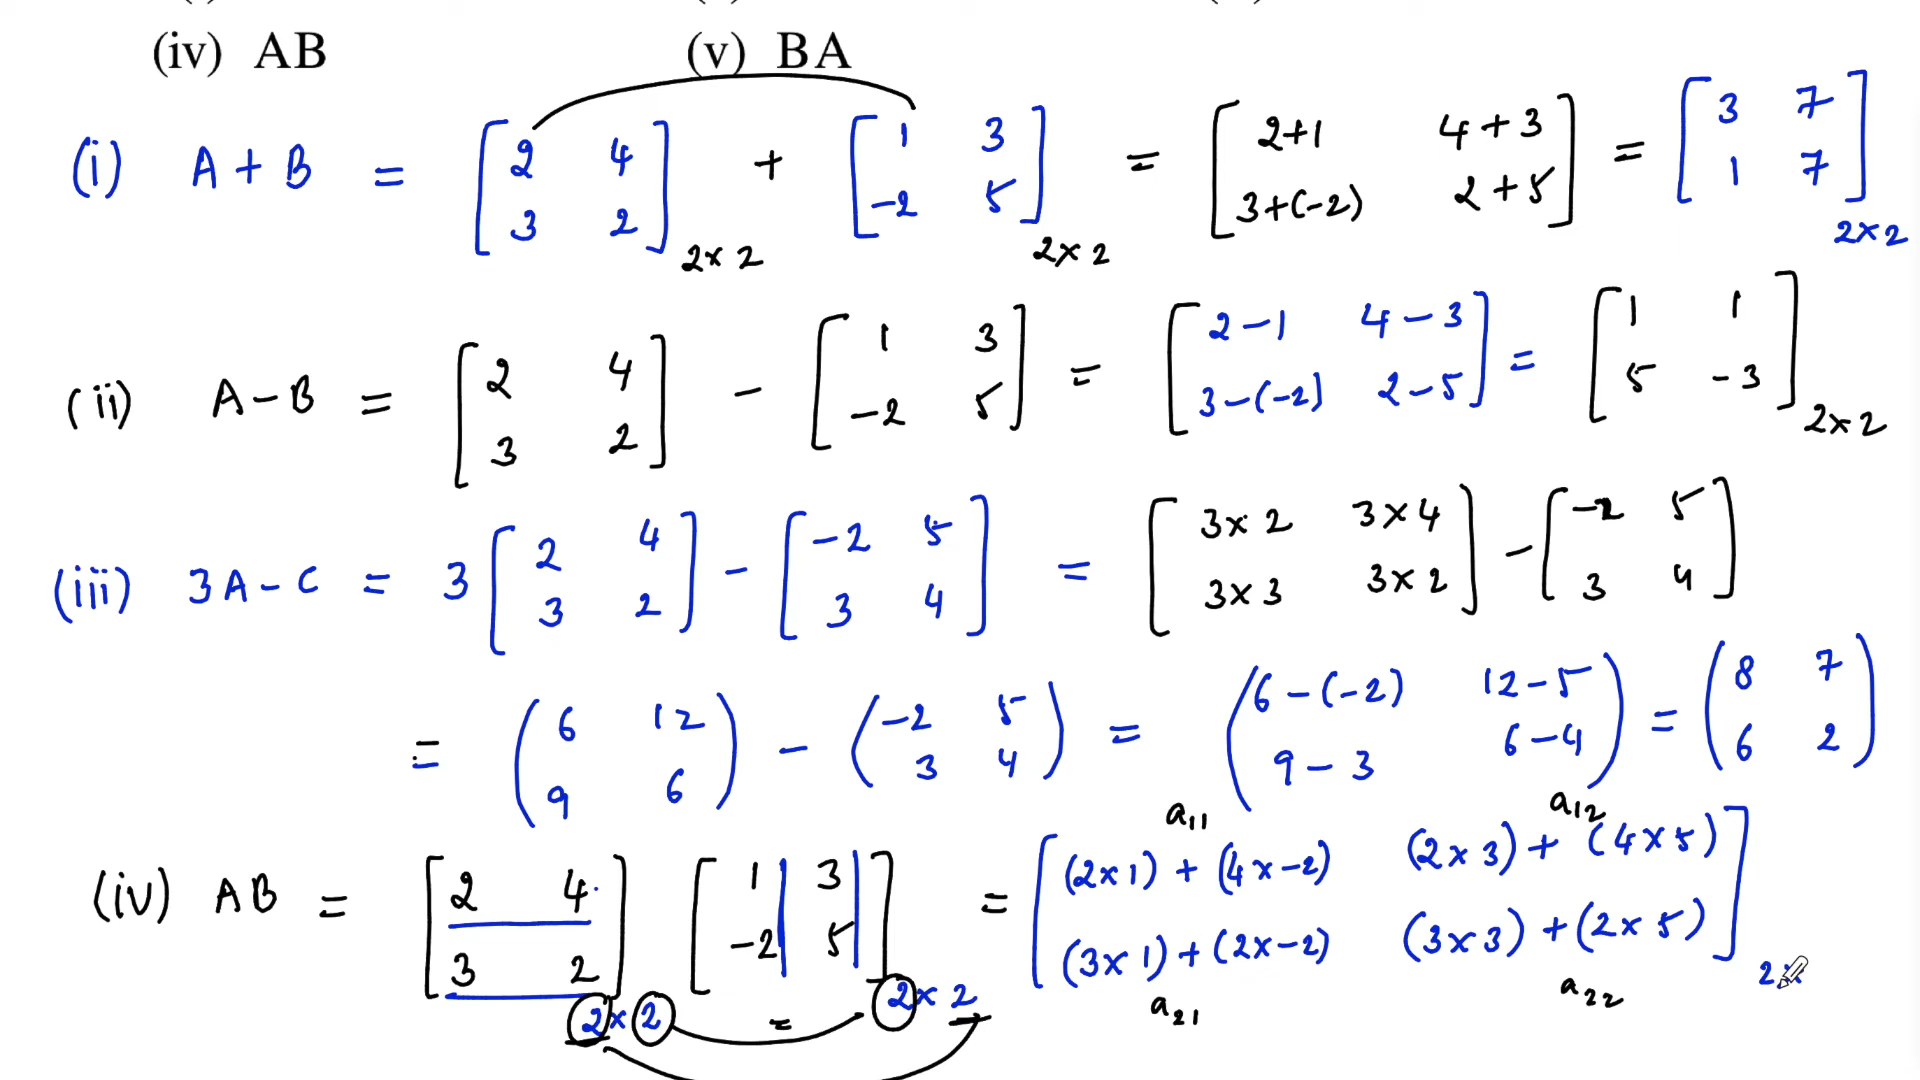 (iv) AB (v) BA
(i) A + B = [2 4 3 2] 2×2 + [1 3 -2 5] 2×2 = [2+1 4+3 3+(-2) 2+5] = [3 7 1 7] 2×2
(ii) A - B = [2 4 3 2] - [1 3 -2 5] = [2-1 4-3 3-(-2) 2-5] = [1 1 5 -3] 2×2
(iii) 3A - C = 3 [2 4 3 2] - [-2 5 3 4] = [3×2 3×4 3×3 3×2] - [-2 5 3 4]
= (6 12 9 6) - (-2 5 3 4) = (6-(-2) 12-5 9-3 6-4) = (8 7 6 2)
a11 a12
(iv) AB = [2 4 3 2] 2×2 [1 3 -2 5] 2×2 = [(2×1)+(4×-2) (2×3)+(4×5) (3×1)+(2×-2) (3×3)+(2×5)]
=
a21 a22